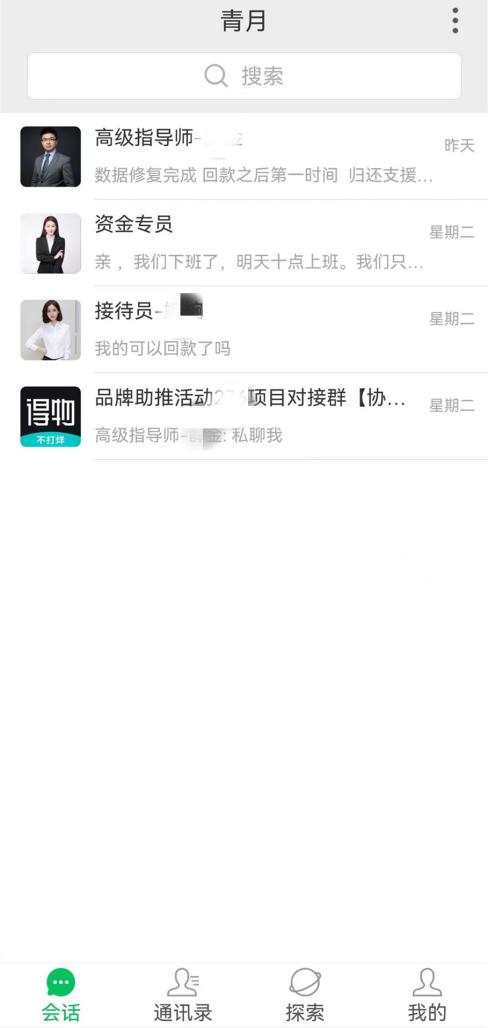 青月
搜索
高级指导师-
昨天
数据修复完成 回款之后第一时间 归还支援...
资金专员
星期二
亲，我们下班了，明天十点上班。我们只...
接待员-
星期二
我的可以回款了吗
得物
不打烊
品牌助推活动276项目对接群【协...
星期二
高级指导师-金: 私聊我
会话
通讯录
探索
我的